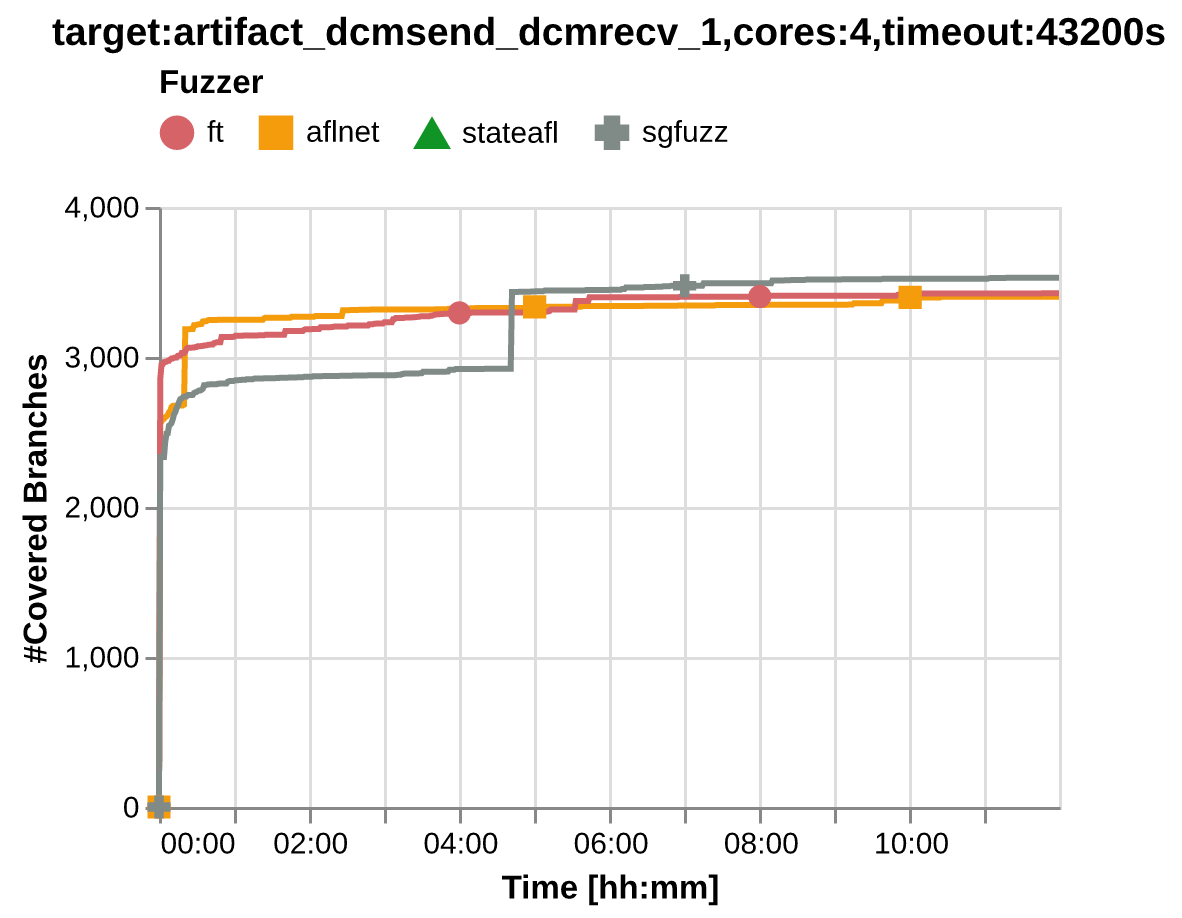 target:artifact_dcmsend_dcmrecv_1,cores:4,timeout:43200s
Fuzzer
ft aflnet stateafl sgfuzz
4,000
3,000
2,000
1,000
0
#Covered Branches
00:00 02:00 04:00 06:00 08:00 10:00
Time [hh:mm]